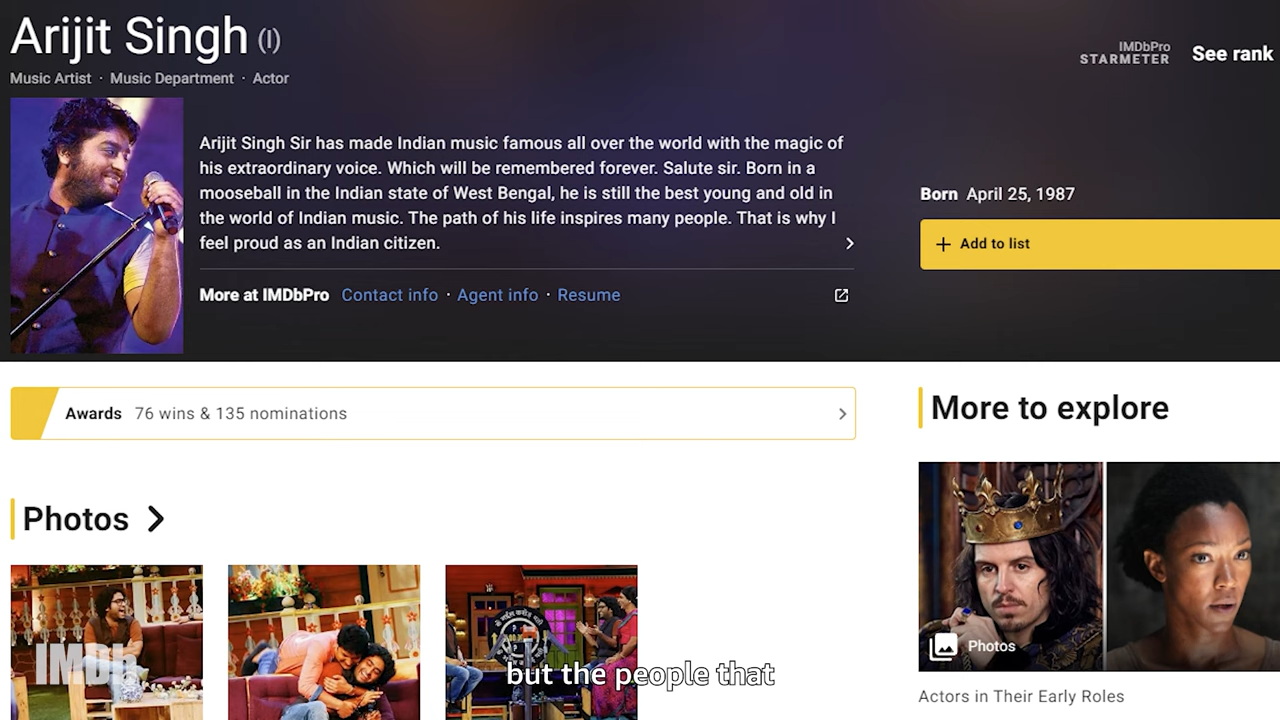 Arijit Singh (I)
Music Artist · Music Department · Actor
IMDbPro
STARMETER
See rank
Arijit Singh Sir has made Indian music famous all over the world with the magic of
his extraordinary voice. Which will be remembered forever. Salute sir. Born in a
mooseball in the Indian state of West Bengal, he is still the best young and old in
the world of Indian music. The path of his life inspires many people. That is why I
feel proud as an Indian citizen.
More at IMDbPro Contact info · Agent info · Resume
Born April 25, 1987
+ Add to list
Awards 76 wins & 135 nominations
More to explore
Photos
IMDb
but the people that
Photos
Actors in Their Early Roles